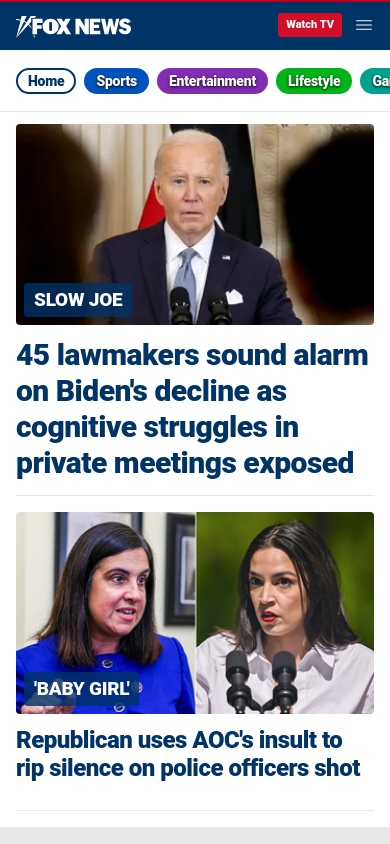 FOX NEWS
Watch TV
Home
Sports
Entertainment
Lifestyle
Ga
SLOW JOE
45 lawmakers sound alarm
on Biden's decline as
cognitive struggles in
private meetings exposed
'BABY GIRL'
Republican uses AOC's insult to
rip silence on police officers shot